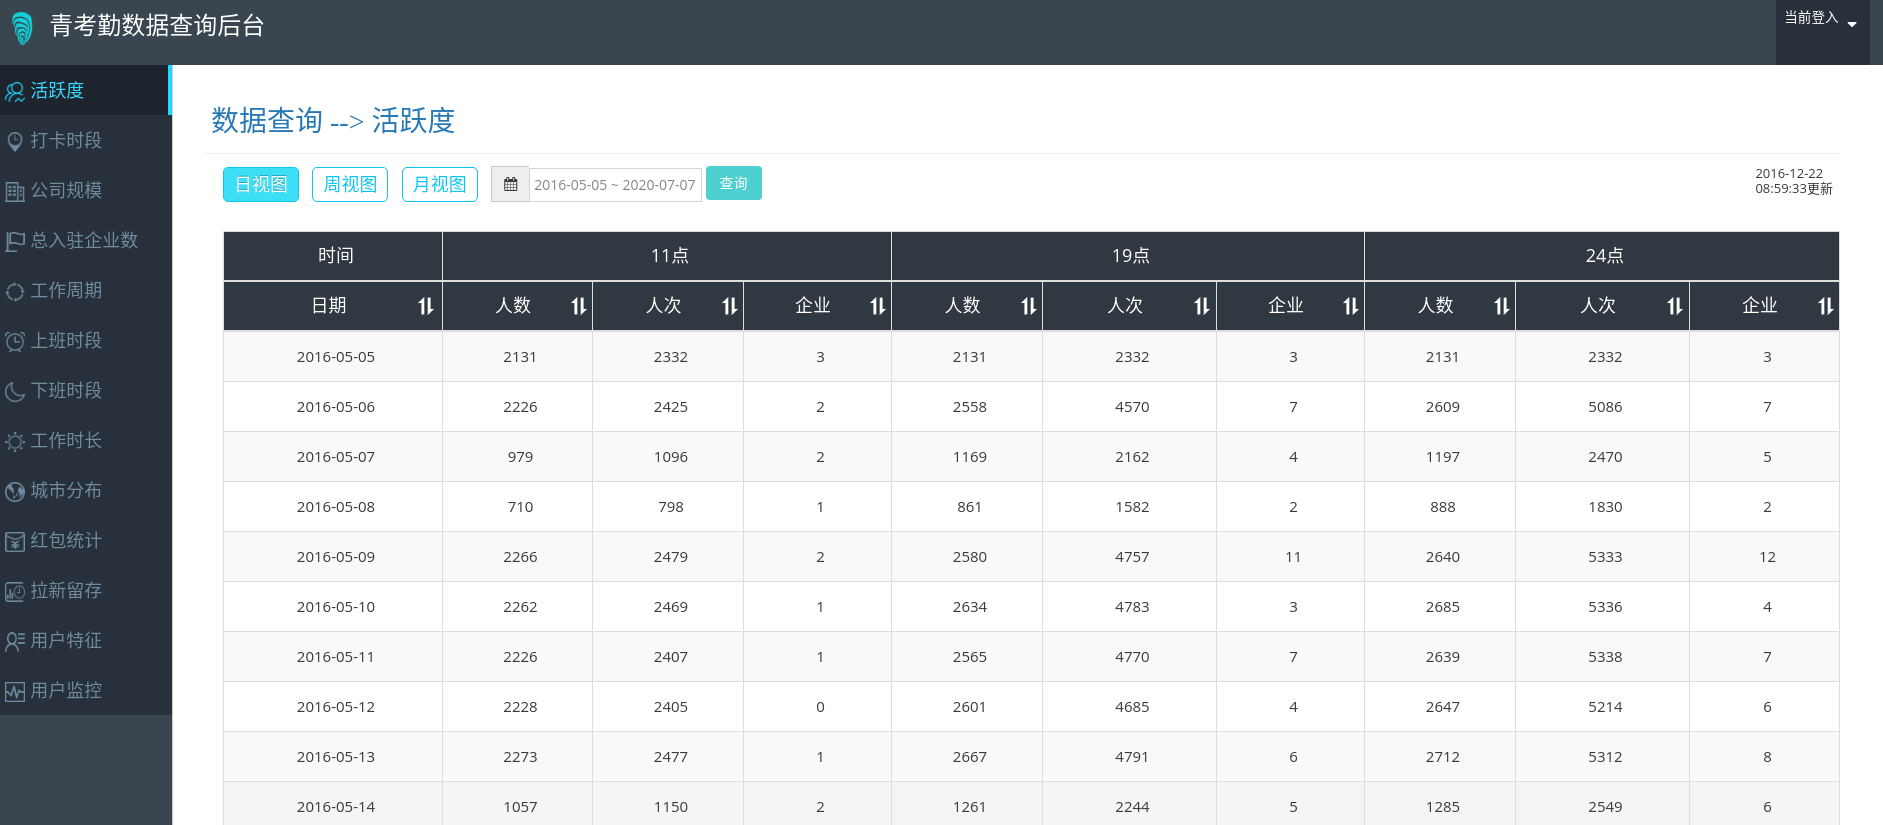 青考勤数据查询后台
当前登入
活跃度
打卡时段
公司规模
总入驻企业数
工作周期
上班时段
下班时段
工作时长
城市分布
红包统计
拉新留存
用户特征
用户监控
数据查询 --> 活跃度
日视图 周视图 月视图 2016-05-05 ~ 2020-07-07 查询
2016-12-22
08:59:33更新
时间 11点 19点 24点
日期 人数 人次 企业 人数 人次 企业 人数 人次 企业
2016-05-05 2131 2332 3 2131 2332 3 2131 2332 3
2016-05-06 2226 2425 2 2558 4570 7 2609 5086 7
2016-05-07 979 1096 2 1169 2162 4 1197 2470 5
2016-05-08 710 798 1 861 1582 2 888 1830 2
2016-05-09 2266 2479 2 2580 4757 11 2640 5333 12
2016-05-10 2262 2469 1 2634 4783 3 2685 5336 4
2016-05-11 2226 2407 1 2565 4770 7 2639 5338 7
2016-05-12 2228 2405 0 2601 4685 4 2647 5214 6
2016-05-13 2273 2477 1 2667 4791 6 2712 5312 8
2016-05-14 1057 1150 2 1261 2244 5 1285 2549 6